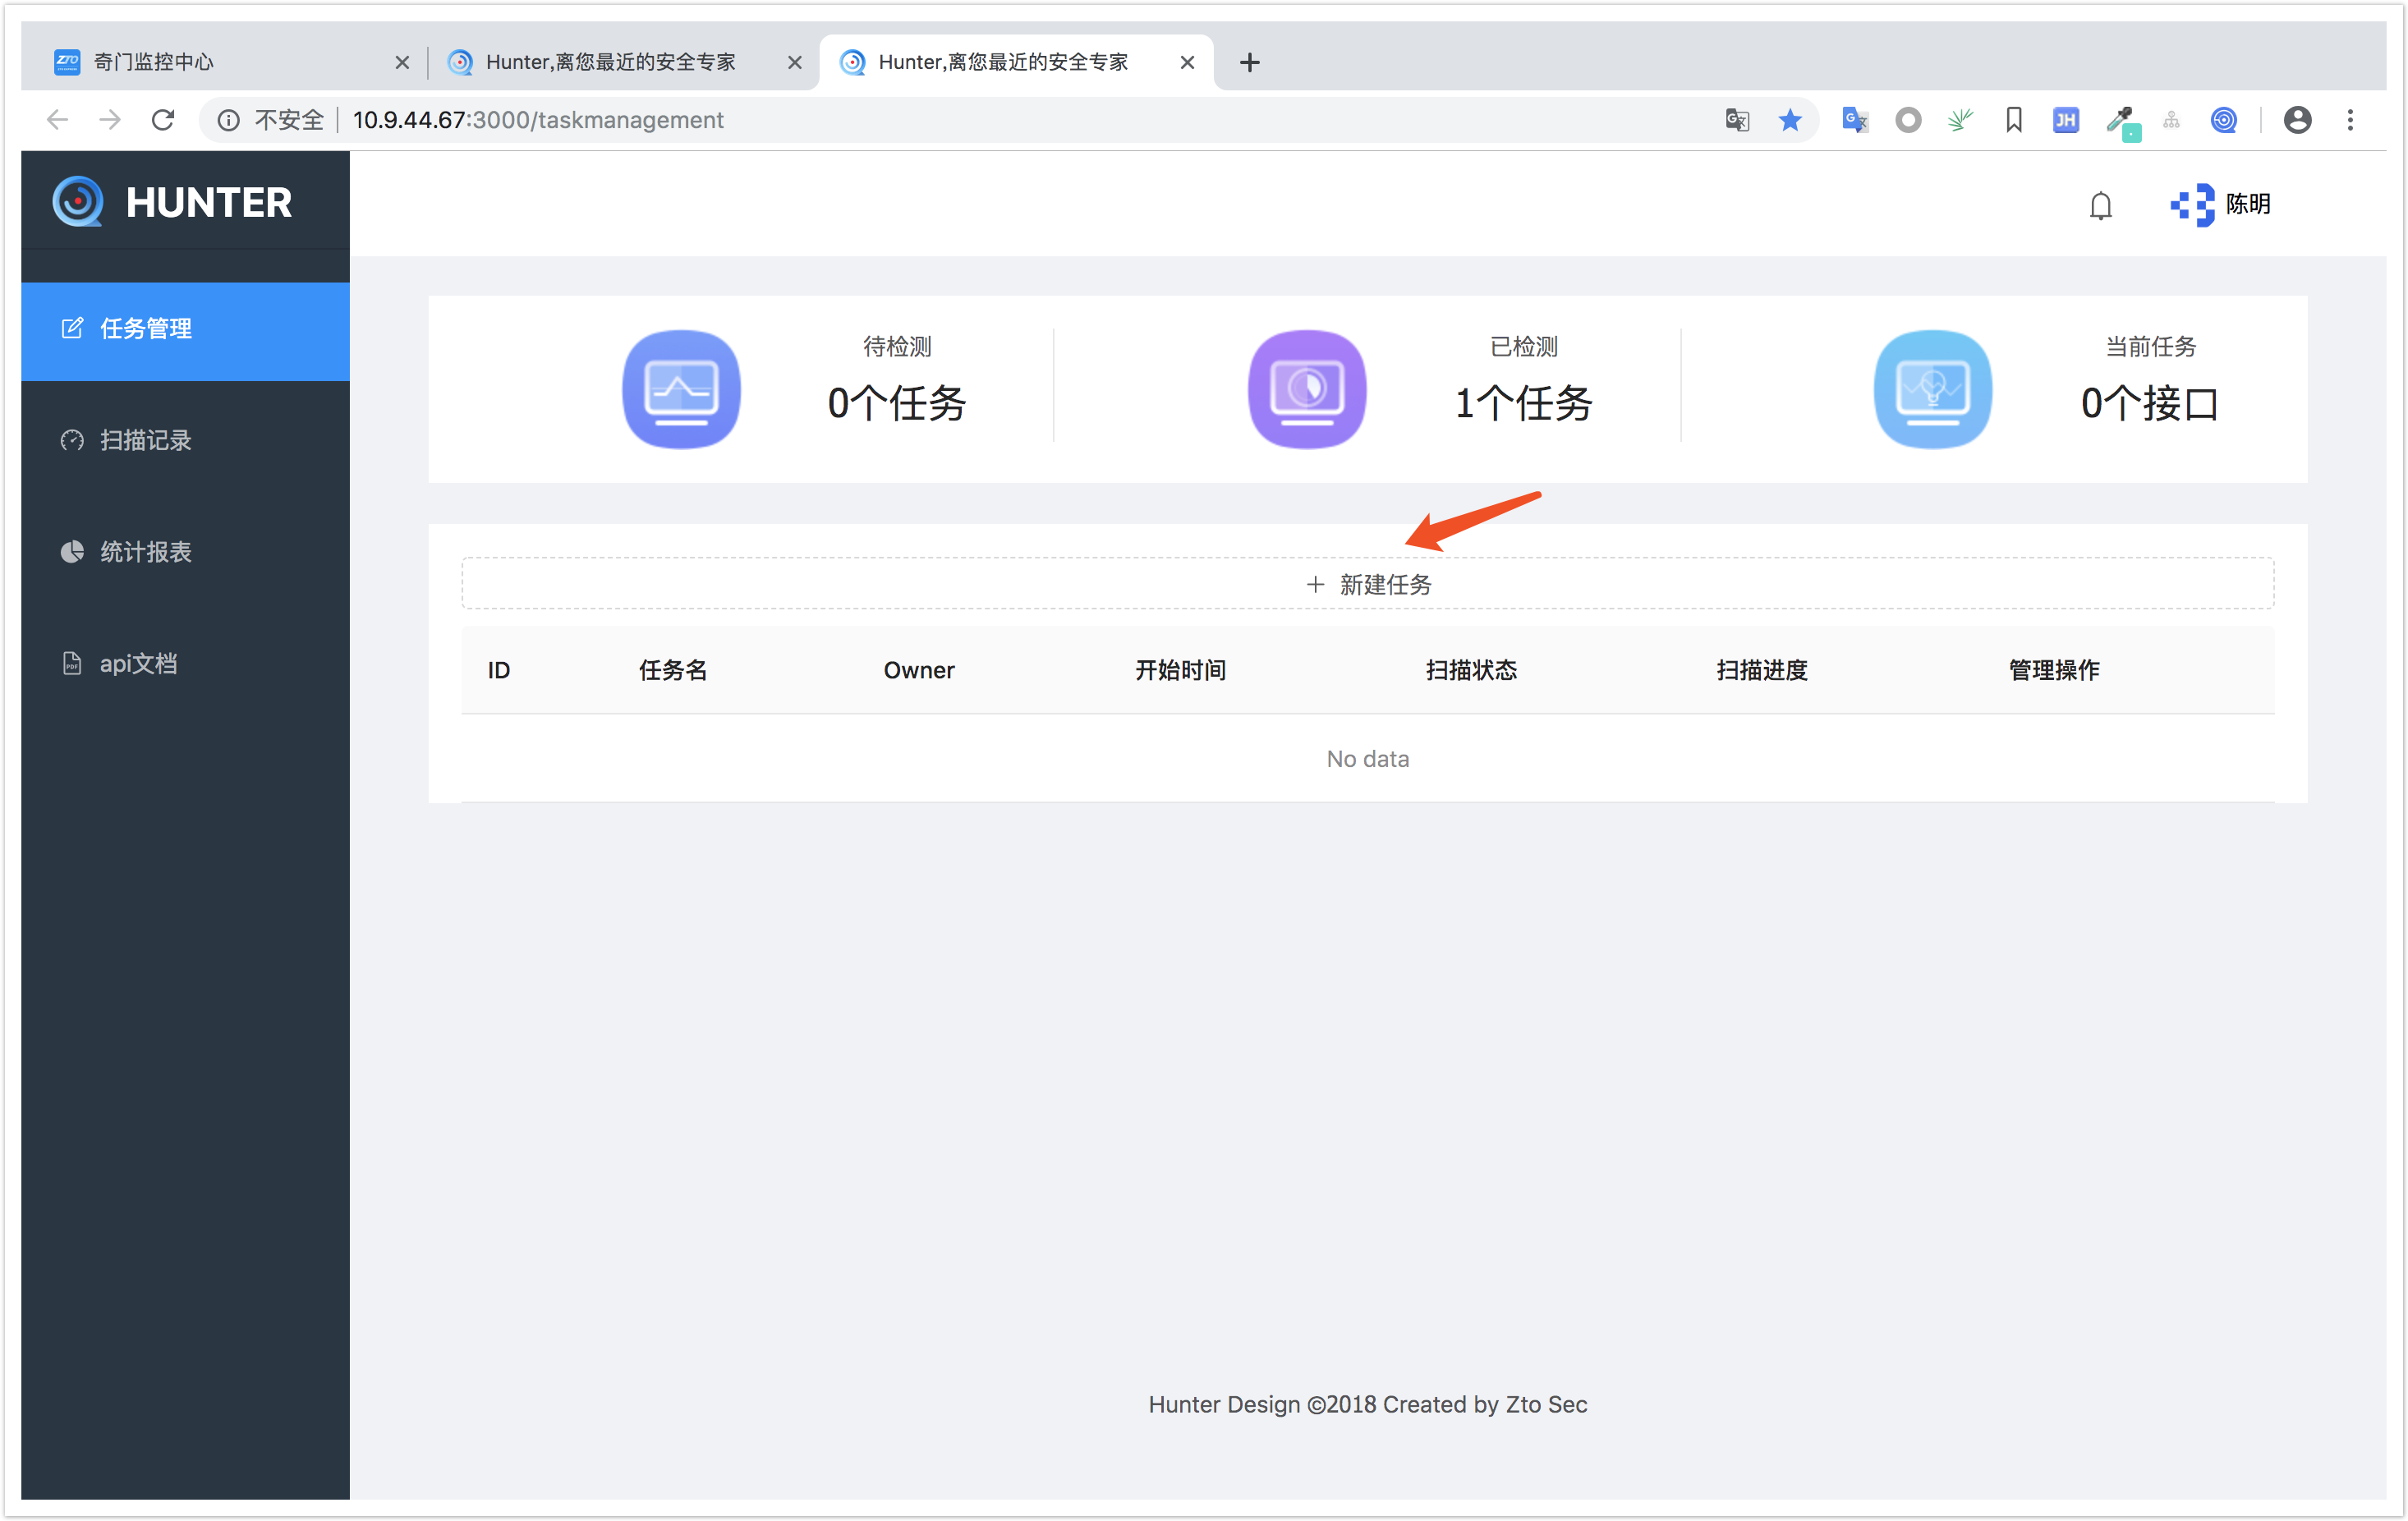 奇门监控中心
Hunter,离您最近的安全专家
Hunter,离您最近的安全专家
不安全
10.9.44.67:3000/taskmanagement
JH
HUNTER
陈明
任务管理
扫描记录
统计报表
api文档
待检测
0个任务
已检测
1个任务
当前任务
0个接口
+ 新建任务
ID 任务名 Owner 开始时间 扫描状态 扫描进度 管理操作
No data
Hunter Design ©2018 Created by Zto Sec